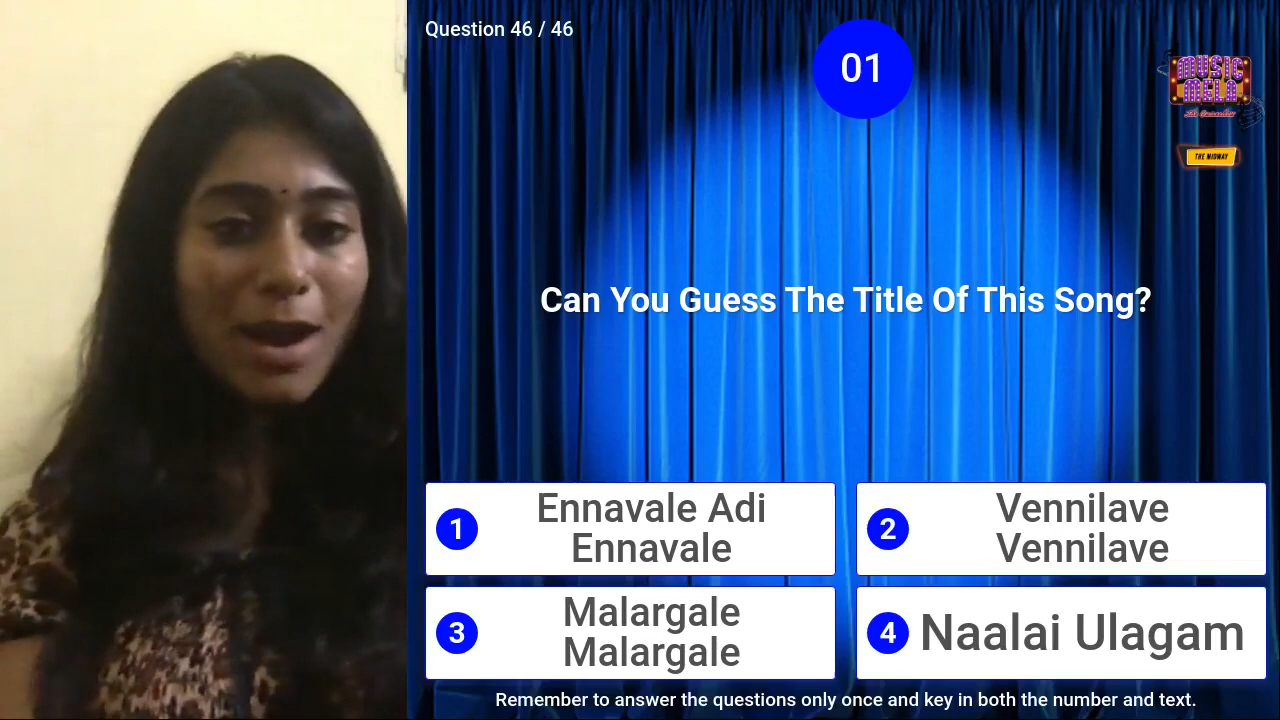 Question 46 / 46
01
MUSIC
MELA
THE MIDWAY
Can You Guess The Title Of This Song?
1 Ennavale Adi
Ennavale
2 Vennilave
Vennilave
3 Malargale
Malargale
4 Naalai Ulagam
Remember to answer the questions only once and key in both the number and text.